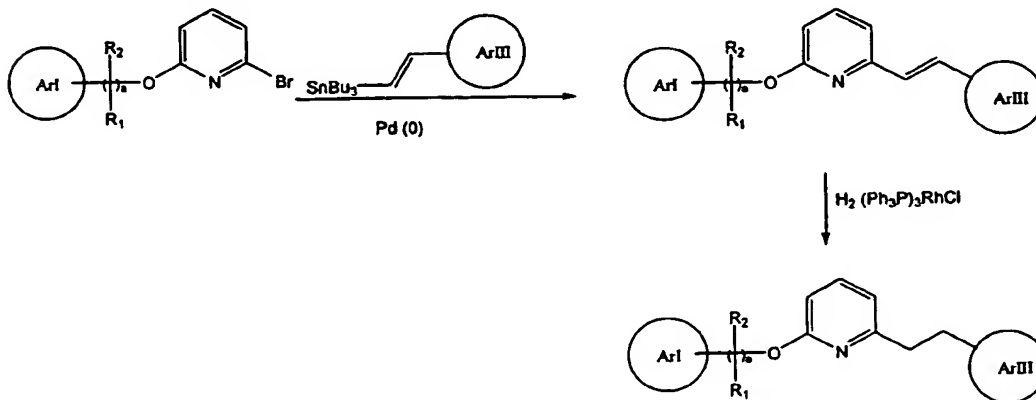 ArI
R₂
( )ₐ
R₁
O
N
Br
SnBu₃
ArIII
Pd (0)
ArI
R₂
( )ₐ
R₁
O
N
ArIII
H₂ (Ph₃P)₃RhCl
ArI
R₂
( )ₐ
R₁
O
N
ArIII